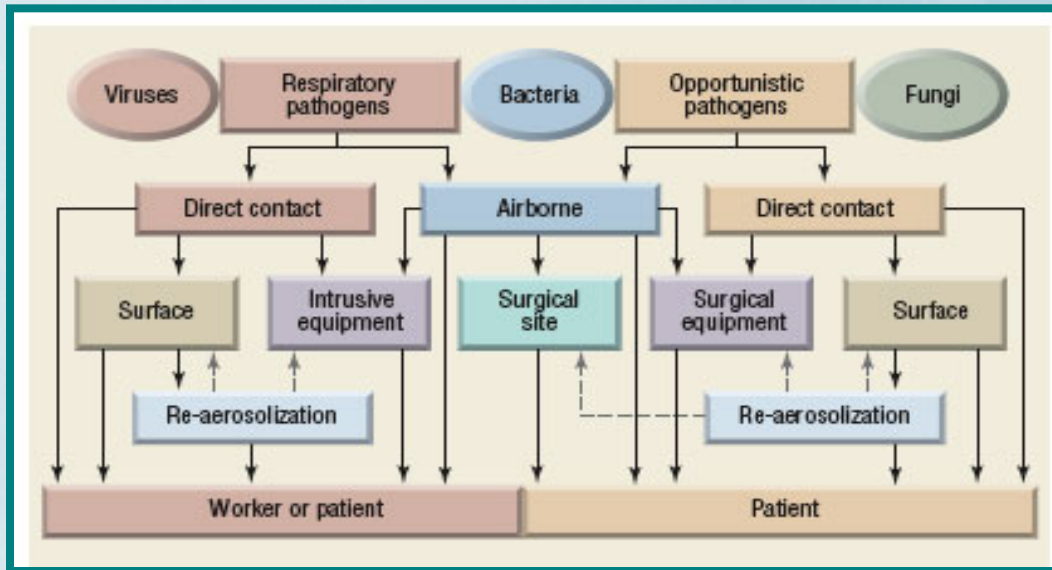 Viruses
Respiratory
pathogens
Bacteria
Opportunistic
pathogens
Fungi
Direct contact
Airborne
Direct contact
Surface
Intrusive
equipment
Surgical
site
Surgical
equipment
Surface
Re-aerosolization
Re-aerosolization
Worker or patient
Patient